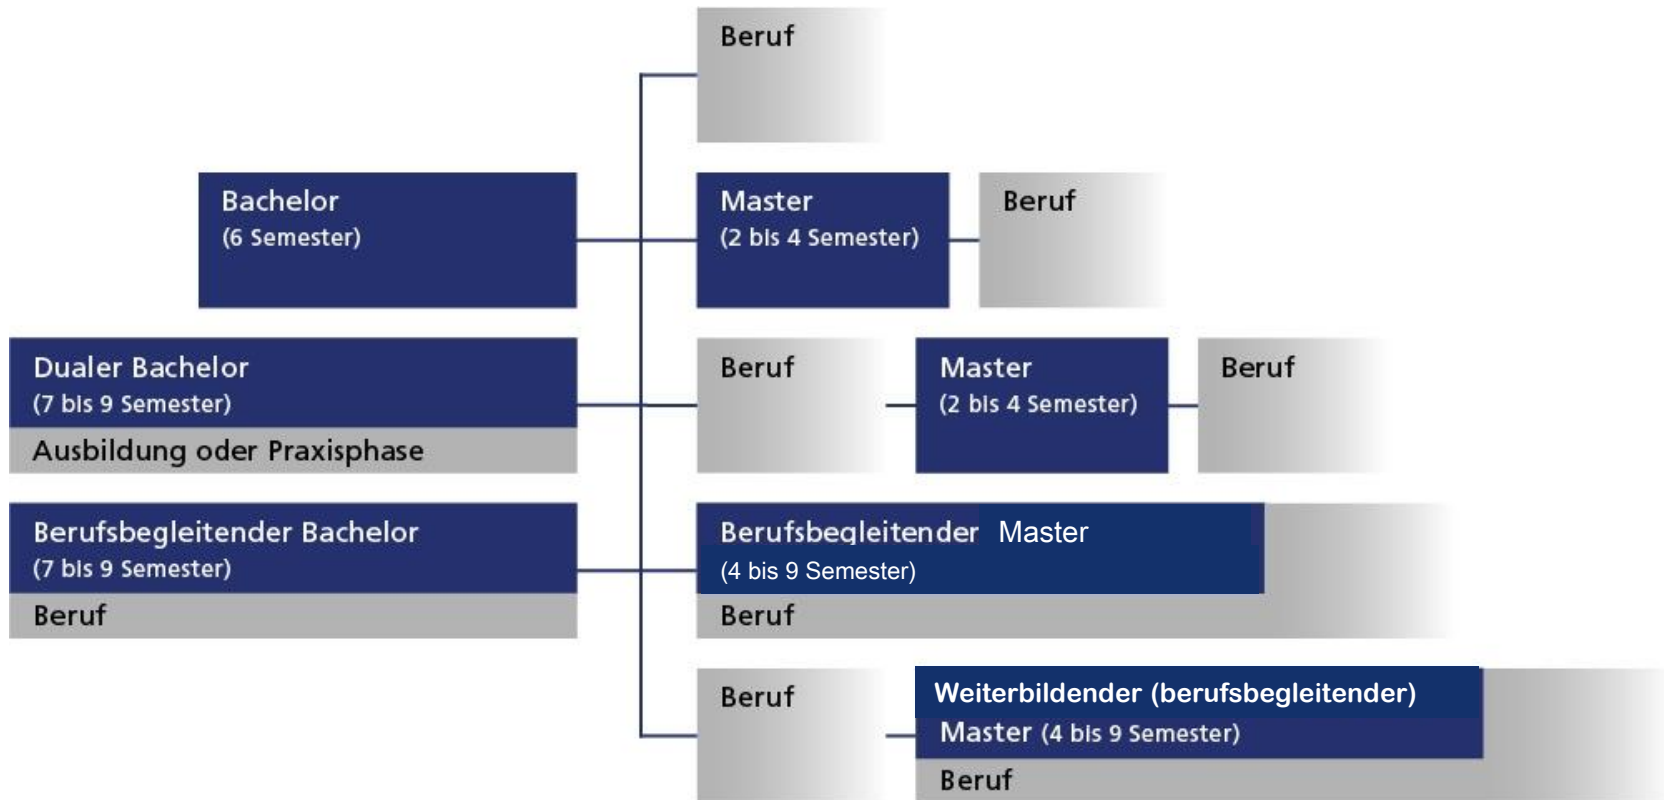 Beruf
Bachelor
(6 Semester)
Master
(2 bis 4 Semester)
Beruf
Dualer Bachelor
(7 bis 9 Semester)
Ausbildung oder Praxisphase
Beruf
Master
(2 bis 4 Semester)
Beruf
Berufsbegleitender Bachelor
(7 bis 9 Semester)
Beruf
Berufsbegleitender Master
(4 bis 9 Semester)
Beruf
Beruf
Weiterbildender (berufsbegleitender)
Master (4 bis 9 Semester)
Beruf